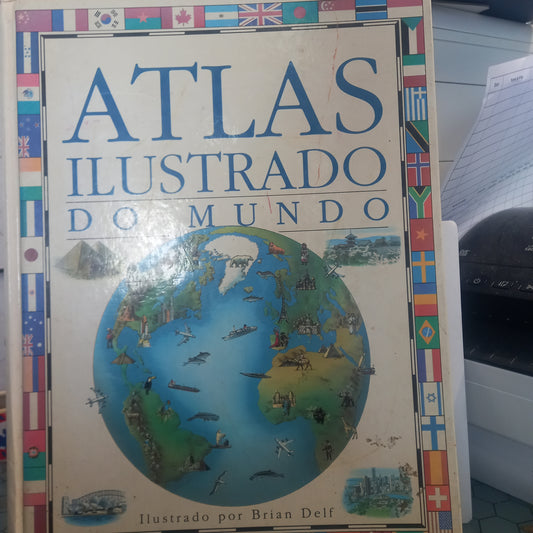 ATLAS
ILUSTRADO
DO MUNDO
Ilustrado por Brian Delf